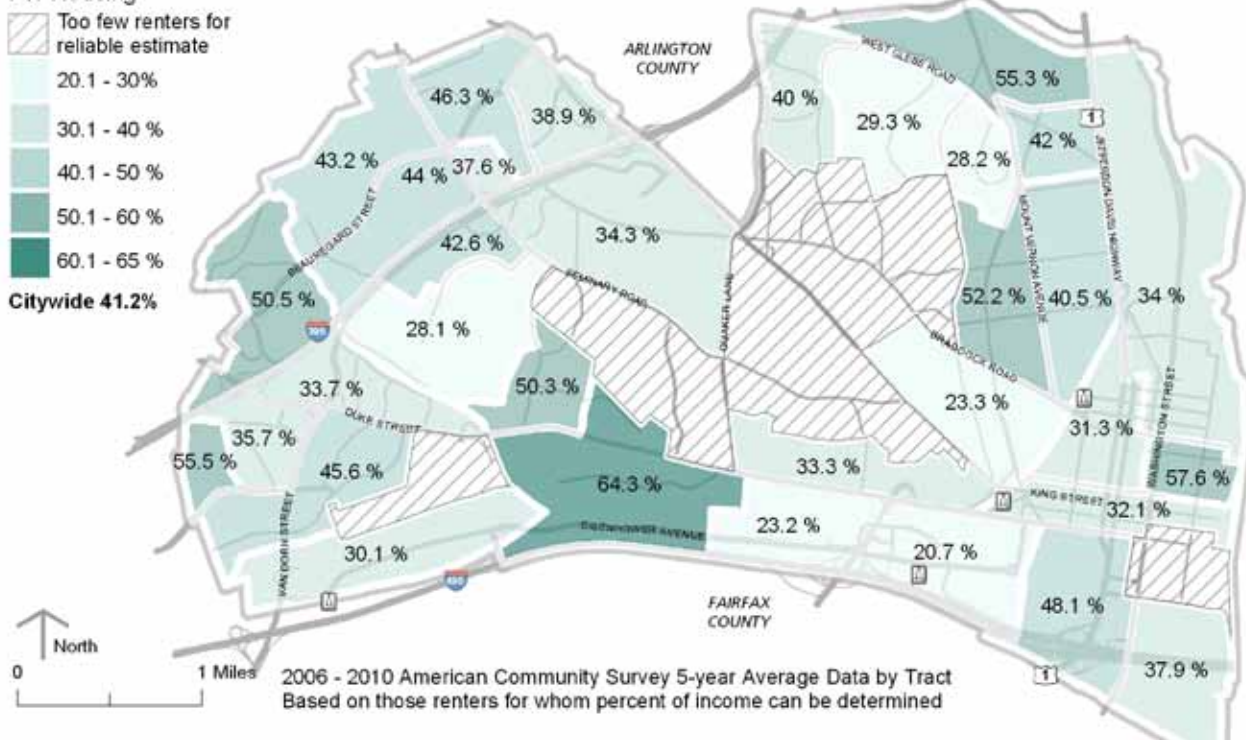 Too few renters for
reliable estimate
20.1 - 30%
30.1 - 40 %
40.1 - 50 %
50.1 - 60 %
60.1 - 65 %
Citywide 41.2%
ARLINGTON
COUNTY
WEST GLEBE ROAD
55.3 %
46.3 %
38.9 %
40 %
29.3 %
1
42 %
43.2 %
44 %
37.6 %
28.2 %
JEFFERSON DAVIS HIGHWAY
BEAUREGARD STREET
42.6 %
34.3 %
MOUNT VERNON AVENUE
50.5 %
SEMINARY ROAD
QUAKER LANE
52.2 %
40.5 %
34 %
395
28.1 %
BRADDOCK ROAD
33.7 %
50.3 %
23.3 %
WASHINGTON STREET
DUKE STREET
35.7 %
31.3 %
55.5 %
45.6 %
64.3 %
33.3 %
57.6 %
KING STREET
32.1 %
VAN DORN STREET
EISENHOWER AVENUE
23.2 %
20.7 %
30.1 %
495
FAIRFAX
COUNTY
48.1 %
37.9 %
1
North
0
1 Miles
2006 - 2010 American Community Survey 5-year Average Data by Tract
Based on those renters for whom percent of income can be determined